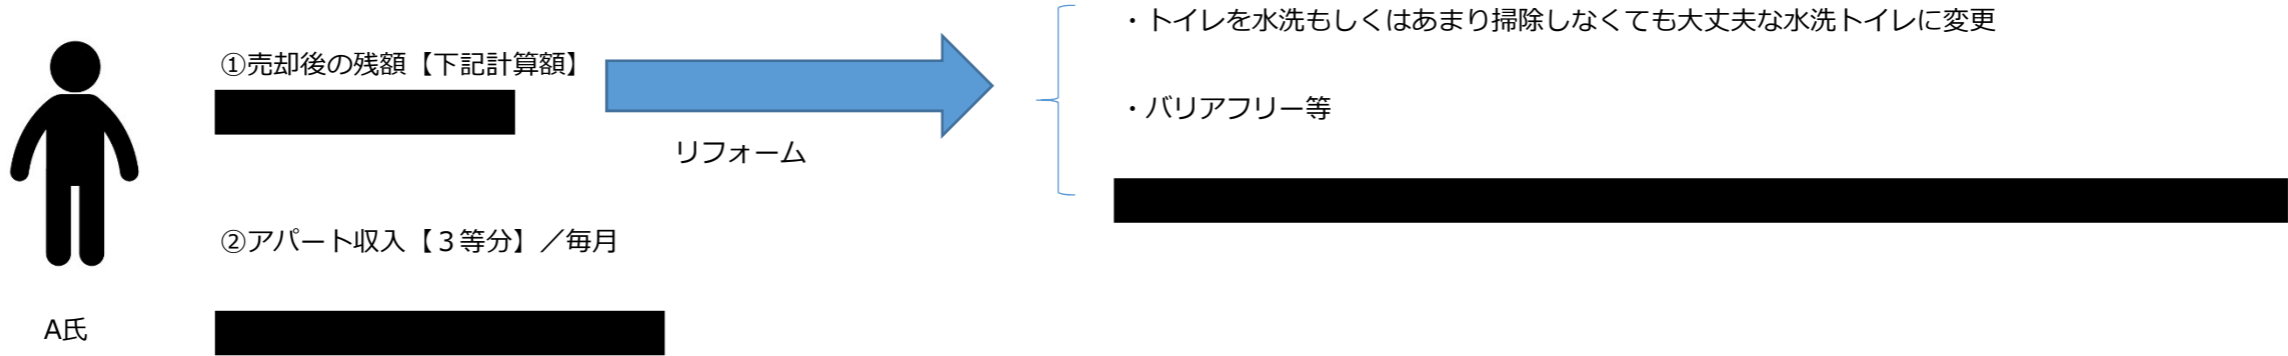 ①売却後の残額【下記計算額】
リフォーム
②アパート収入【３等分】／毎月
A氏
・トイレを水洗もしくはあまり掃除しなくても大丈夫な水洗トイレに変更
・バリアフリー等